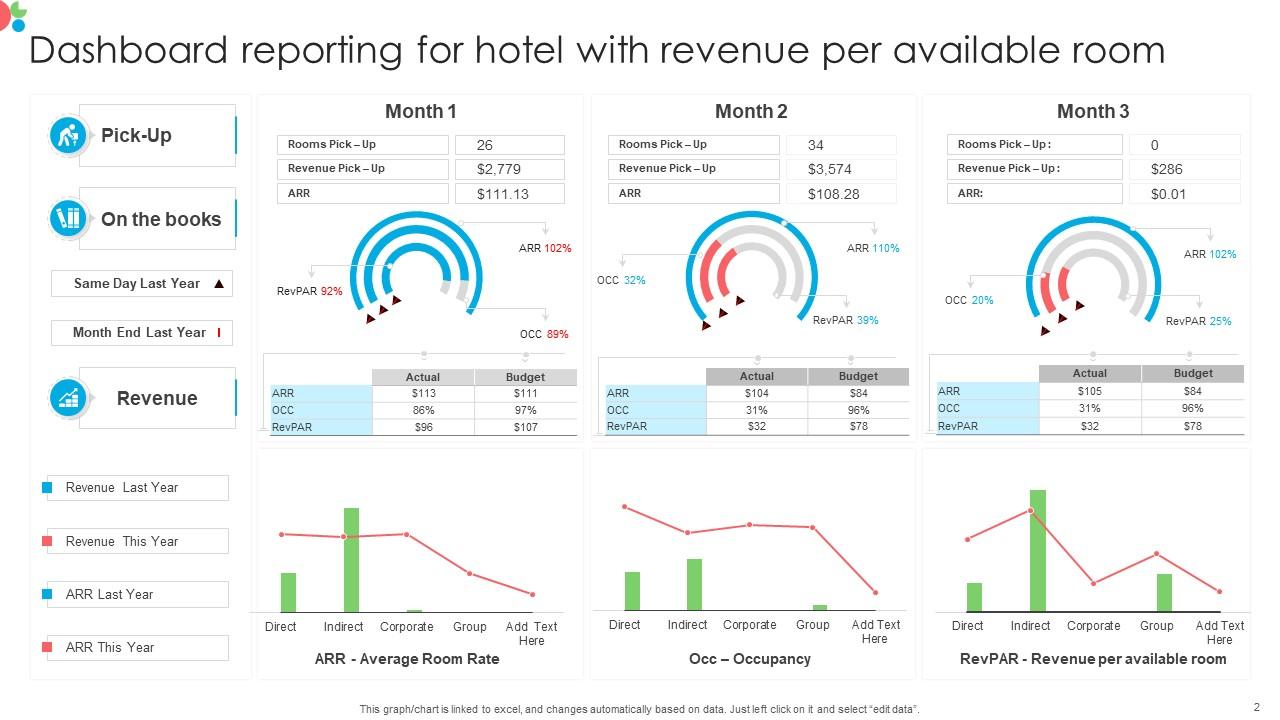 Dashboard reporting for hotel with revenue per available room
Pick-Up
On the books
Same Day Last Year
Month End Last Year
Revenue
Revenue Last Year
Revenue This Year
ARR Last Year
ARR This Year
Month 1
Rooms Pick – Up 26
Revenue Pick – Up $2,779
ARR $111.13
ARR 102%
RevPAR 92%
OCC 89%
Actual Budget
ARR $113 $111
OCC 86% 97%
RevPAR $96 $107
Month 2
Rooms Pick – Up 34
Revenue Pick – Up $3,574
ARR $108.28
ARR 110%
OCC 32%
RevPAR 39%
Actual Budget
ARR $104 $84
OCC 31% 96%
RevPAR $32 $78
Month 3
Rooms Pick – Up : 0
Revenue Pick – Up : $286
ARR: $0.01
ARR 102%
OCC 20%
RevPAR 25%
Actual Budget
ARR $105 $84
OCC 31% 96%
RevPAR $32 $78
Direct Indirect Corporate Group Add Text
Here
ARR - Average Room Rate
Direct Indirect Corporate Group Add Text
Here
Occ – Occupancy
Direct Indirect Corporate Group Add Text
Here
RevPAR - Revenue per available room
This graph/chart is linked to excel, and changes automatically based on data. Just left click on it and select “edit data”.
2